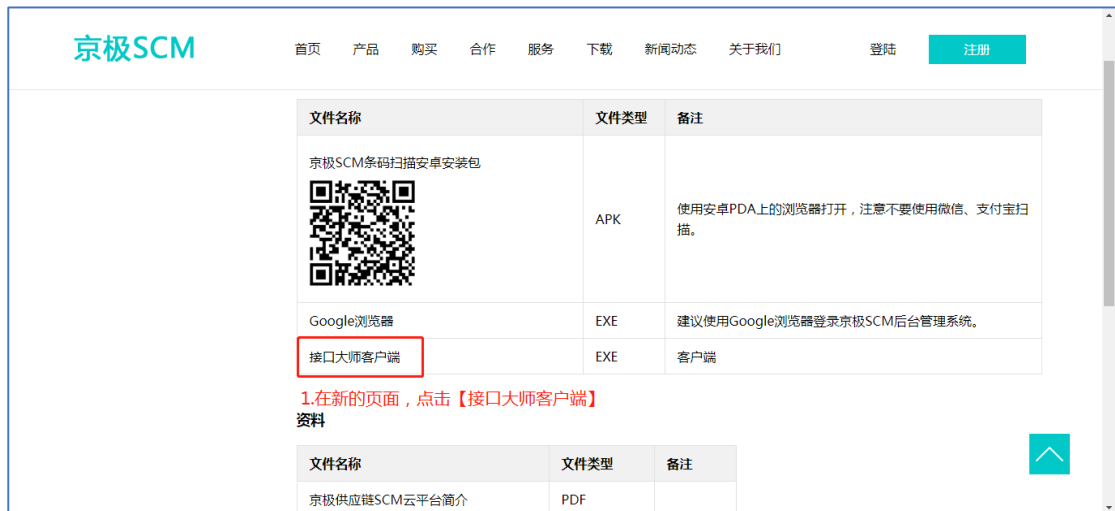 京极SCM
首页 产品 购买 合作 服务 下载 新闻动态 关于我们 登陆 注册
文件名称 文件类型 备注
京极SCM条码扫描安卓安装包
APK
使用安卓PDA上的浏览器打开，注意不要使用微信、支付宝扫
描。
Google浏览器 EXE 建议使用Google浏览器登录京极SCM后台管理系统。
接口大师客户端 EXE 客户端
1.在新的页面，点击【接口大师客户端】
资料
文件名称 文件类型 备注
京极供应链SCM云平台简介 PDF